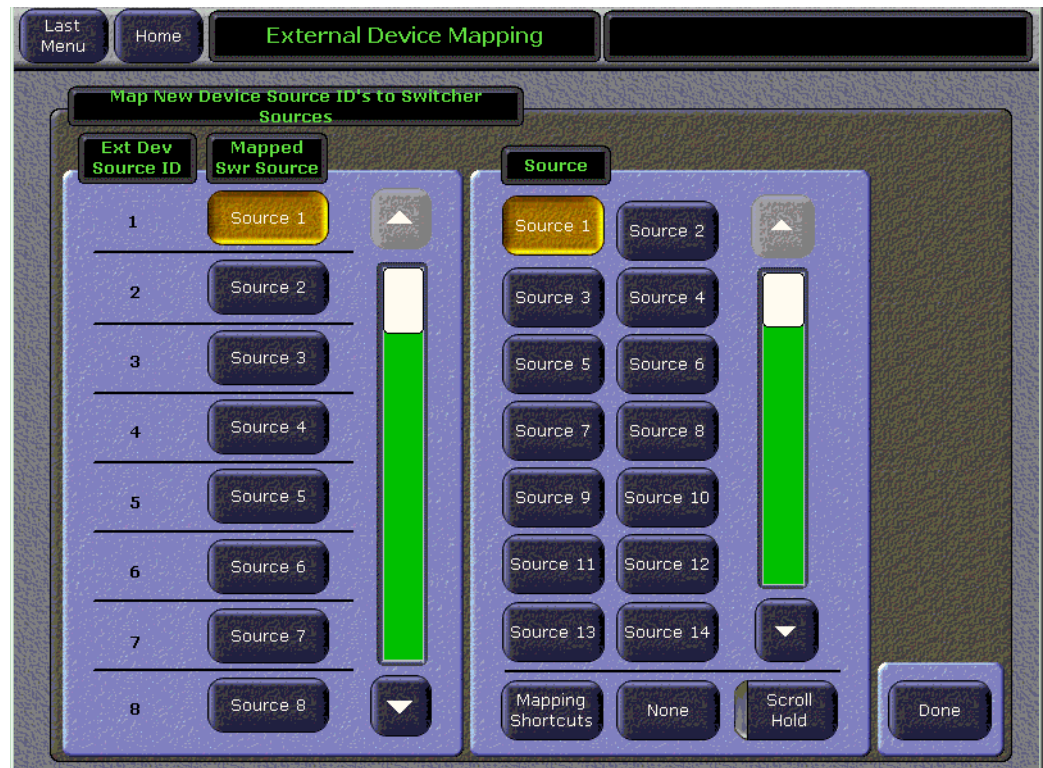 Last
Menu
Home
External Device Mapping
Map New Device Source ID's to Switcher
Sources
Ext Dev
Source ID
Mapped
Swr Source
1
Source 1
2
Source 2
3
Source 3
4
Source 4
5
Source 5
6
Source 6
7
Source 7
8
Source 8
Source
Source 1
Source 2
Source 3
Source 4
Source 5
Source 6
Source 7
Source 8
Source 9
Source 10
Source 11
Source 12
Source 13
Source 14
Mapping
Shortcuts
None
Scroll
Hold
Done